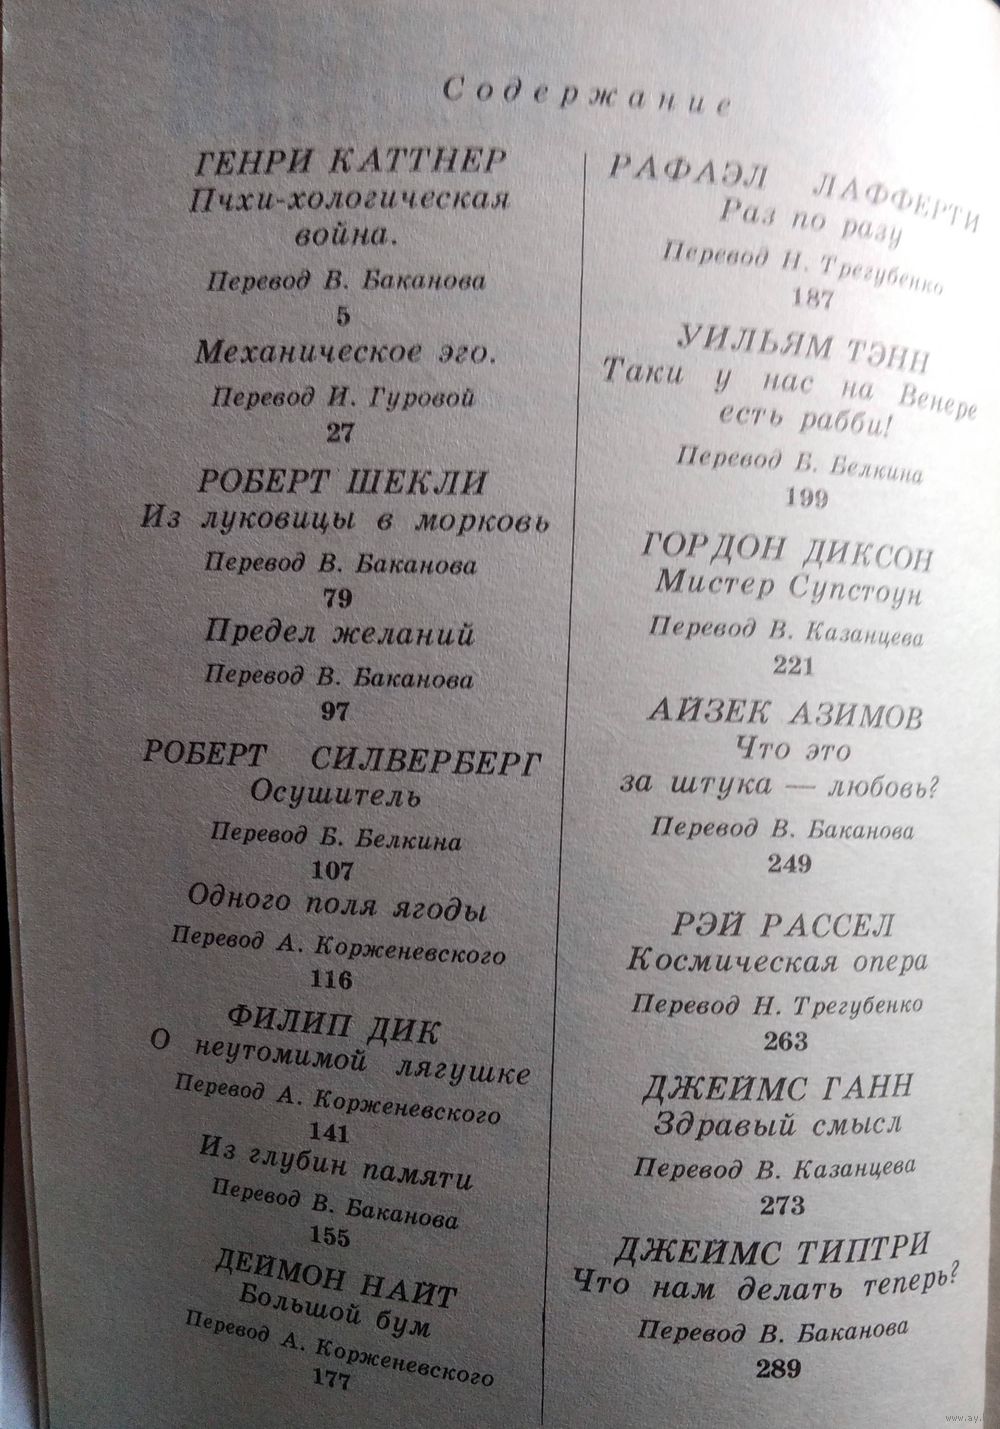 Содержание
ГЕНРИ КАТТНЕР
Пчхи-хологическая
война.
Перевод В. Баканова
5
Механическое эго.
Перевод И. Гуровой
27
РОБЕРТ ШЕКЛИ
Из луковицы в морковь
Перевод В. Баканова
79
Предел желаний
Перевод В. Баканова
97
РОБЕРТ СИЛВЕРБЕРГ
Осушитель
Перевод Б. Белкина
107
Одного поля ягоды
Перевод А. Корженевского
116
ФИЛИП ДИК
О неутомимой лягушке
Перевод А. Корженевского
141
Из глубин памяти
Перевод В. Баканова
155
ДЕЙМОН НАЙТ
Большой бум
Перевод А. Корженевского
177
РАФАЭЛ ЛАФФЕРТИ
Раз по разу
Перевод Н. Трегубенко
187
УИЛЬЯМ ТЭНН
Таки у нас на Венере
есть рабби!
Перевод Б. Белкина
199
ГОРДОН ДИКСОН
Мистер Супстоун
Перевод В. Казанцева
221
АЙЗЕК АЗИМОВ
Что это
за штука — любовь?
Перевод В. Баканова
249
РЭЙ РАССЕЛ
Космическая опера
Перевод Н. Трегубенко
263
ДЖЕЙМС ГАНН
Здравый смысл
Перевод В. Казанцева
273
ДЖЕЙМС ТИПТРИ
Что нам делать теперь?
Перевод В. Баканова
289